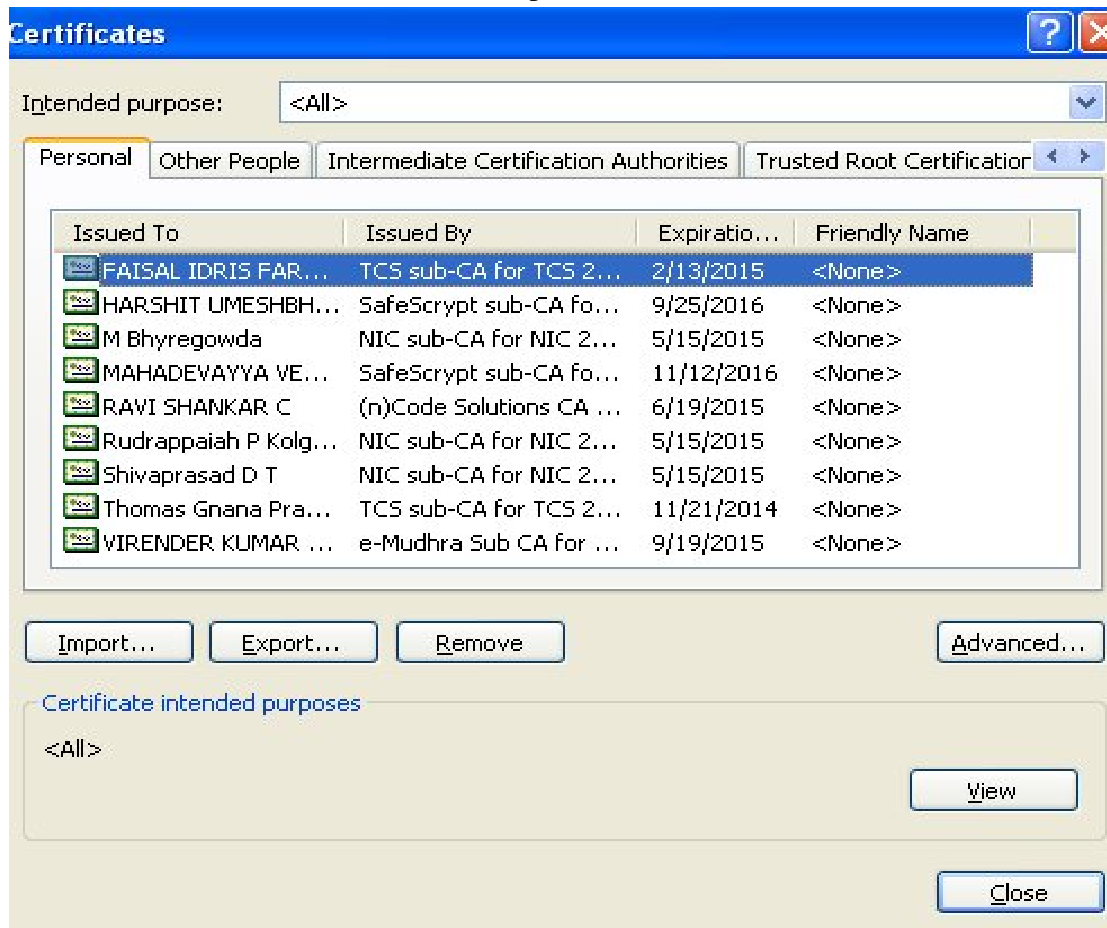 Certificates
Intended purpose: <All>
Personal Other People Intermediate Certification Authorities Trusted Root Certification
Issued To Issued By Expiratio... Friendly Name
FAISAL IDRIS FAR... TCS sub-CA for TCS 2... 2/13/2015 <None>
HARSHIT UMESHBH... SafeScrypt sub-CA fo... 9/25/2016 <None>
M Bhyregowda NIC sub-CA for NIC 2... 5/15/2015 <None>
MAHADEVAYYA VE... SafeScrypt sub-CA fo... 11/12/2016 <None>
RAVI SHANKAR C (n)Code Solutions CA ... 6/19/2015 <None>
Rudrappaiah P Kolg... NIC sub-CA for NIC 2... 5/15/2015 <None>
Shivaprasad D T NIC sub-CA for NIC 2... 5/15/2015 <None>
Thomas Gnana Pra... TCS sub-CA for TCS 2... 11/21/2014 <None>
VIRENDER KUMAR ... e-Mudhra Sub CA for ... 9/19/2015 <None>
Import... Export... Remove Advanced...
Certificate intended purposes
<All>
View
Close